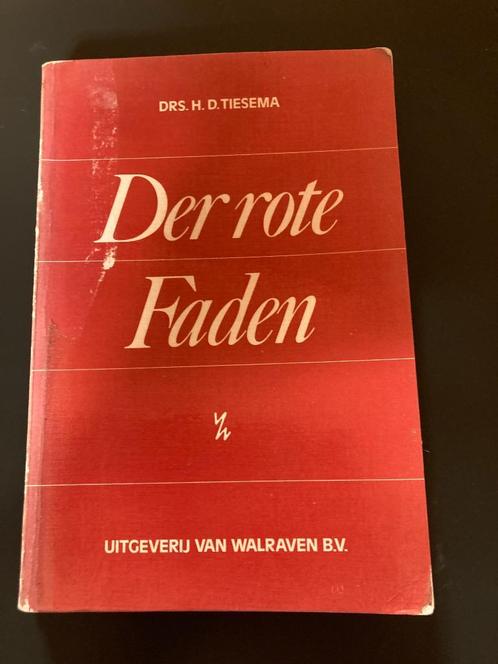 DRS. H. D. TIESEMA
Der rote
Faden
UITGEVERIJ VAN WALRAVEN B.V.